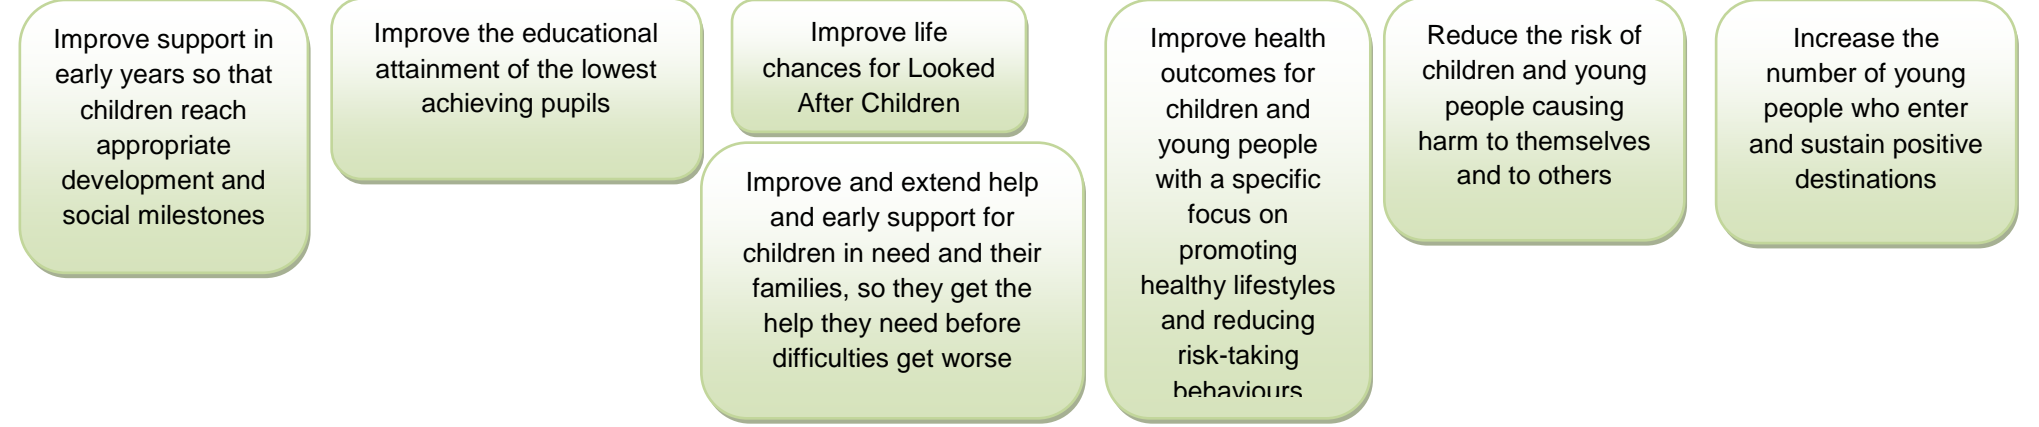 Improve support in
early years so that
children reach
appropriate
development and
social milestones
Improve the educational
attainment of the lowest
achieving pupils
Improve life
chances for Looked
After Children
Improve and extend help
and early support for
children in need and their
families, so they get the
help they need before
difficulties get worse
Improve health
outcomes for
children and
young people
with a specific
focus on
promoting
healthy lifestyles
and reducing
risk-taking
behaviours
Reduce the risk of
children and young
people causing
harm to themselves
and to others
Increase the
number of young
people who enter
and sustain positive
destinations